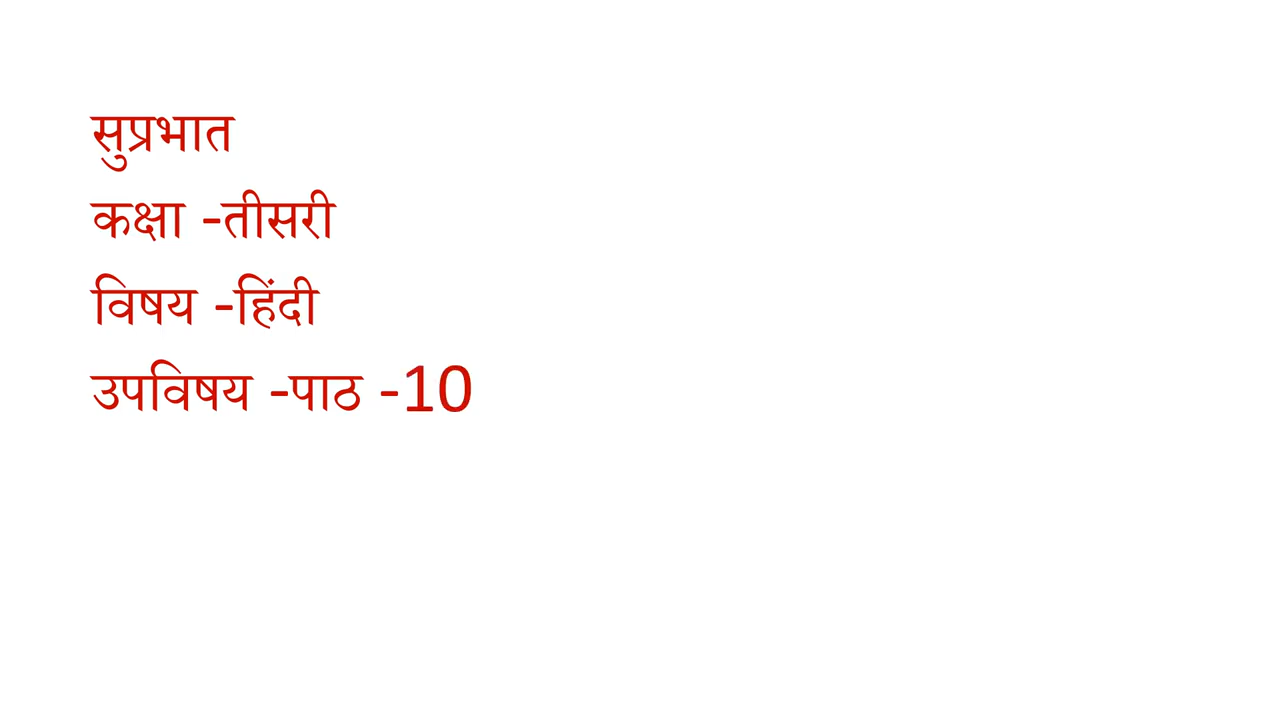 सुप्रभात
कक्षा -तीसरी
विषय -हिंदी
उपविषय -पाठ -10